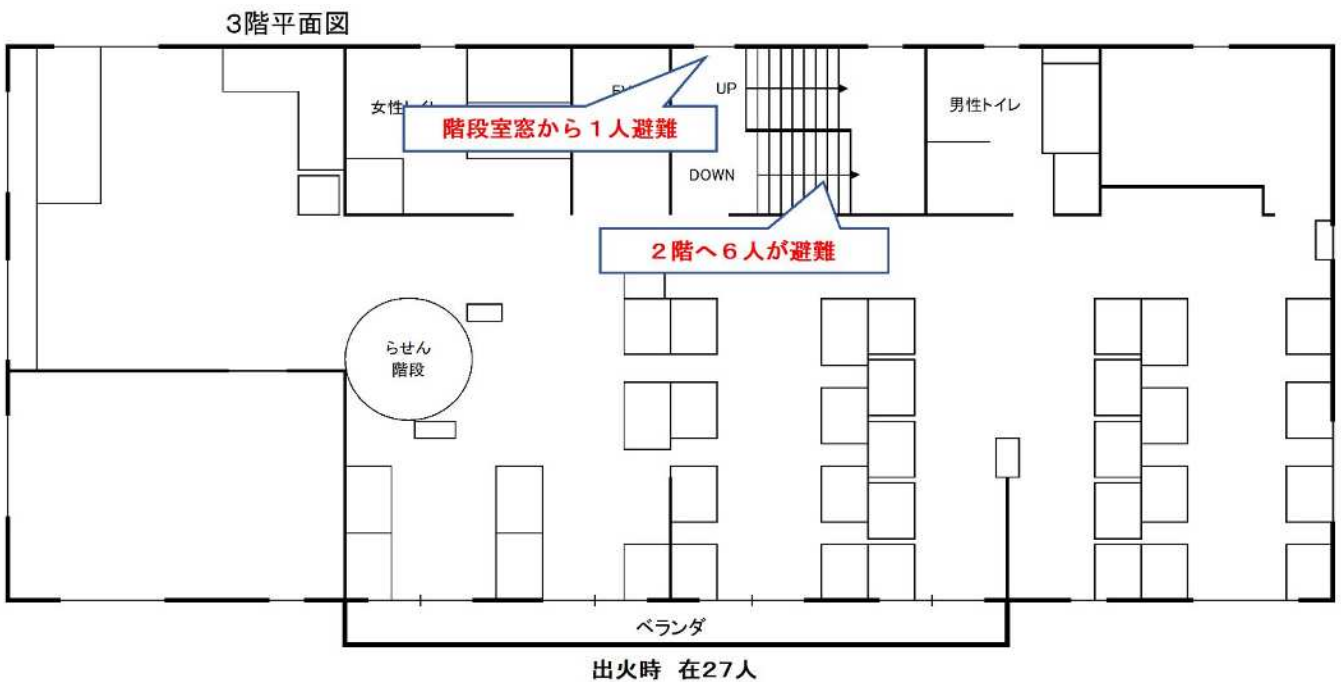 3階平面図
UP
男性トイレ
階段室窓から1人避難
DOWN
2階へ6人が避難
らせん
階段
ベランダ
出火時 在27人